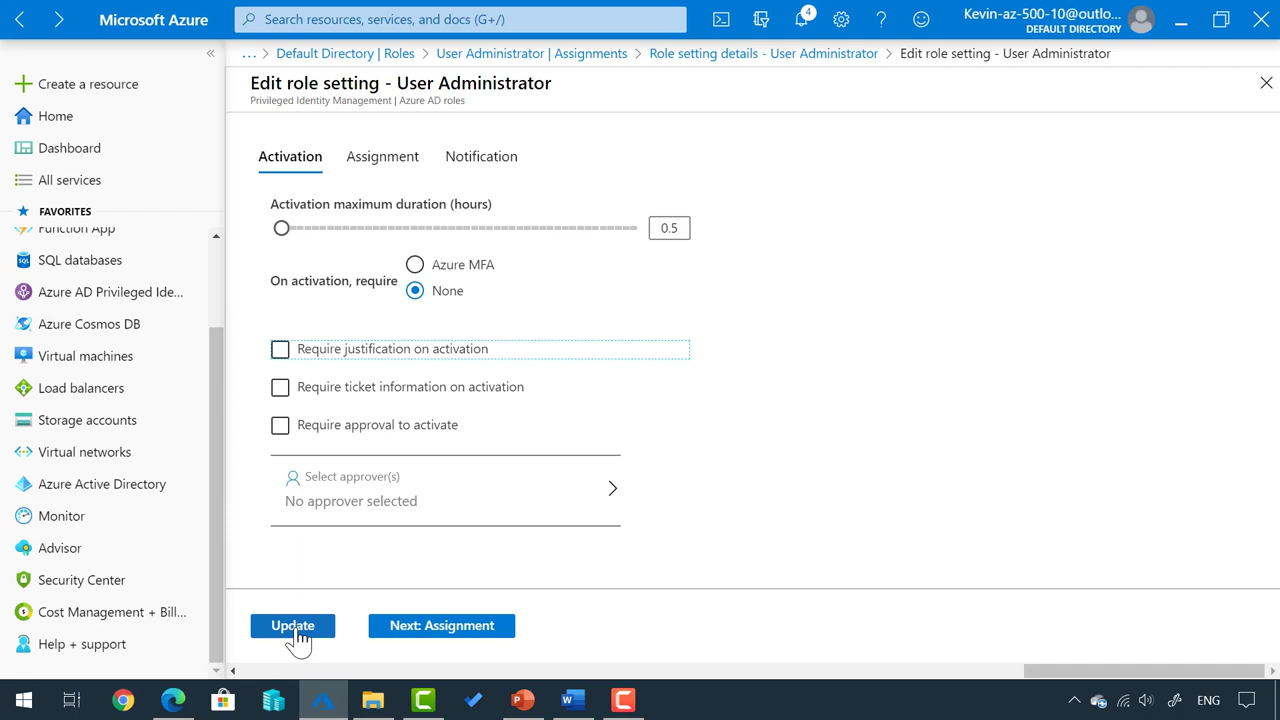 Microsoft Azure
Search resources, services, and docs (G+/)
4
Kevin-az-500-10@outlo...
DEFAULT DIRECTORY
... > Default Directory | Roles > User Administrator | Assignments > Role setting details - User Administrator > Edit role setting - User Administrator
Edit role setting - User Administrator
Privileged Identity Management | Azure AD roles
Create a resource
Home
Dashboard
All services
FAVORITES
Function App
SQL databases
Azure AD Privileged Ide...
Azure Cosmos DB
Virtual machines
Load balancers
Storage accounts
Virtual networks
Azure Active Directory
Monitor
Advisor
Security Center
Cost Management + Bill...
Help + support
Activation
Assignment
Notification
Activation maximum duration (hours)
0.5
On activation, require
Azure MFA
None
Require justification on activation
Require ticket information on activation
Require approval to activate
Select approver(s)
No approver selected
Update
Next: Assignment
ENG